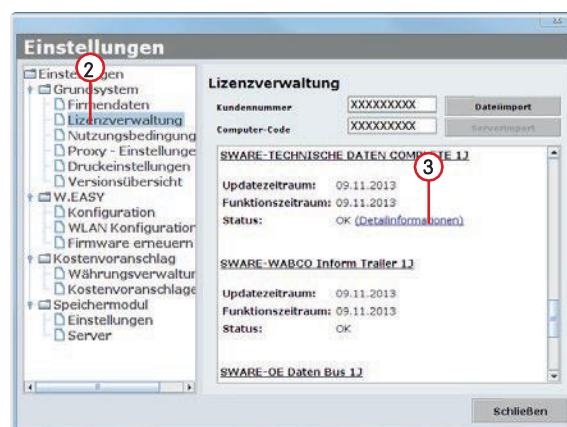 Einstellungen
Einstellungen
Grundsystem
Firmendaten
Lizenzverwaltung
Nutzungsbedingung
Proxy - Einstellunge
Druckeinstellungen
Versionsübersicht
W.EASY
Konfiguration
WLAN Konfiguration
Firmware erneuern
Kostenvoranschlag
Währungsverwaltur
Kostenvoranschlage
Speichermodul
Einstellungen
Server
2
Lizenzverwaltung
Kundennummer XXXXXXXXX Dateiimport
Computer-Code XXXXXXXXX Serverimport
SWARE-TECHNISCHE DATEN COMPLETE 1J
3
Updatezeitraum: 09.11.2013
Funktionszeitraum: 09.11.2013
Status: OK (Detailinformationen)
SWARE-WABCO Inform Trailer 1J
Updatezeitraum: 09.11.2013
Funktionszeitraum: 09.11.2013
Status: OK
SWARE-OE Daten Bus 1J
Schließen